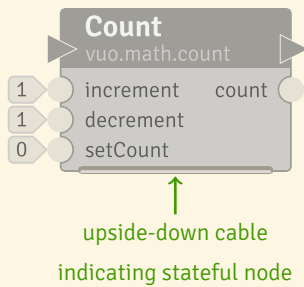 Count
vuo.math.count
1 increment count
1 decrement
0 setCount
upside-down cable
indicating stateful node